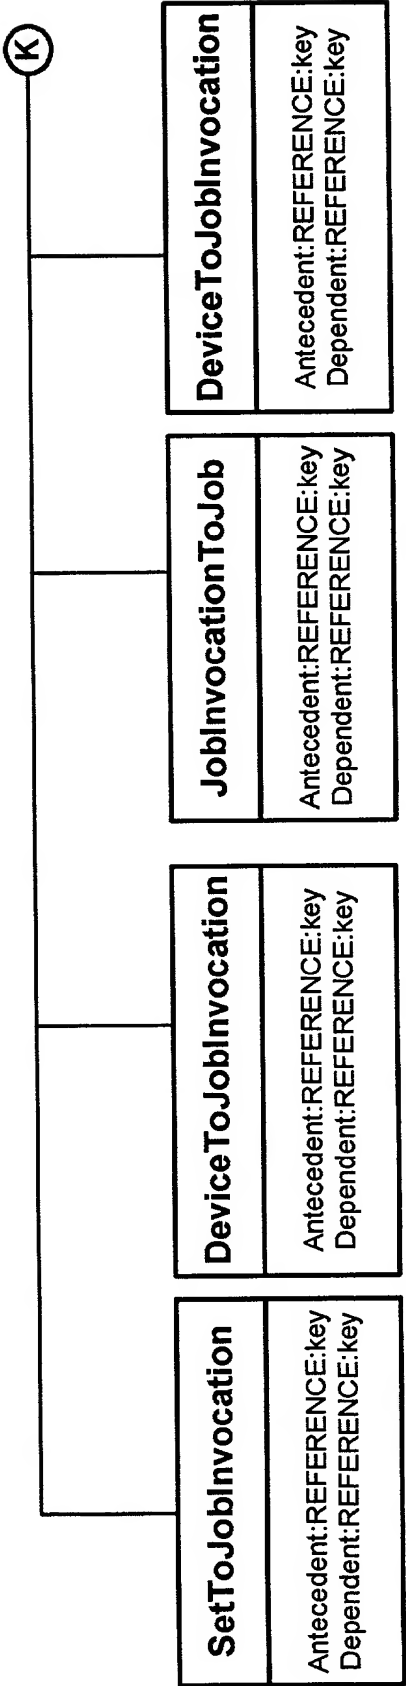 K
SetToJobInvocation
Antecedent:REFERENCE:key
Dependent:REFERENCE:key
DeviceToJobInvocation
Antecedent:REFERENCE:key
Dependent:REFERENCE:key
JobInvocationToJob
Antecedent:REFERENCE:key
Dependent:REFERENCE:key
DeviceToJobInvocation
Antecedent:REFERENCE:key
Dependent:REFERENCE:key